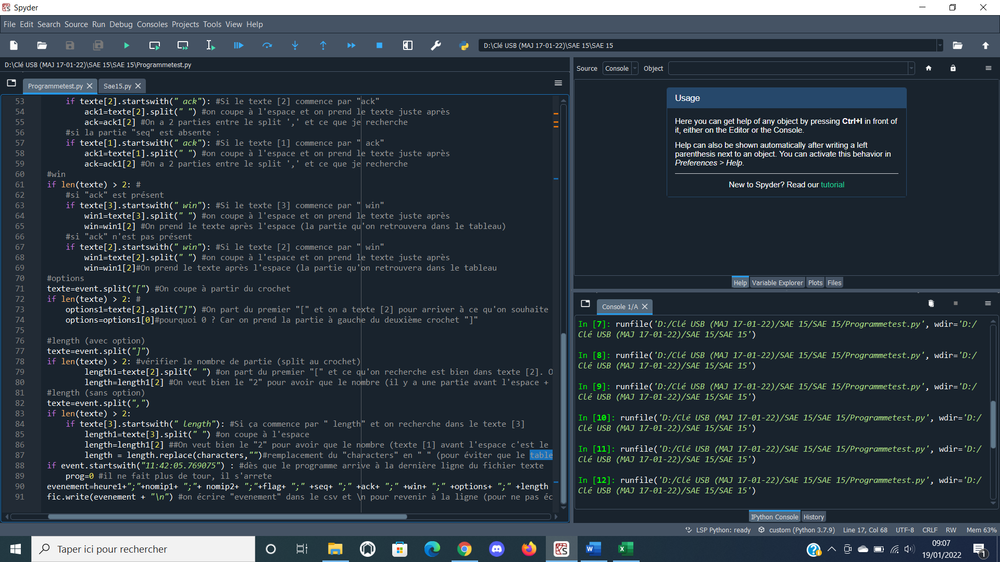 Spyder
File Edit Search Source Run Debug Consoles Projects Tools View Help
D:\Clé USB (MAJ 17-01-22)\SAE 15\SAE 15
D:\Clé USB (MAJ 17-01-22)\SAE 15\SAE 15\Programmetest.py
Programmetest.py Sae15.py
53 if texte[2].startswith(" ack"): #Si le texte [2] commence par "ack"
54 ack1=texte[2].split(" ") #on coupe à l'espace et on prend le texte juste après
55 ack=ack1[2] #On a 2 parties entre le split ',' et ce que je recherche
56 #si la partie "seq" est absente :
57 if texte[1].startswith(" ack"): #Si le texte [1] commence par " ack"
58 ack1=texte[1].split(" ") #on coupe à l'espace et on prend le texte juste après
59 ack=ack1[2] #On a 2 parties entre le split ',' et ce que je recherche
60 #win
61 if len(texte) > 2: #
62 #si "ack" est présent
63 if texte[3].startswith(" win"): #Si le texte [3] commence par " win"
64 win1=texte[3].split(" ") #on coupe à l'espace et on prend le texte juste après
65 win=win1[2] #On prend le texte après l'espace (la partie qu'on retrouvera dans le tableau)
66 #si "ack" n'est pas présent
67 if texte[2].startswith(" win"): #Si le texte [2] commence par " win"
68 win1=texte[2].split(" ") #on coupe à l'espace et on prend le texte juste après
69 win=win1[2]#On prend le texte après l'espace (la partie qu'on retrouvera dans le tableau
70 #options
71 texte=event.split("[") #On coupe à partir du crochet
72 if len(texte) > 2: #
73 options1=texte[2].split("]") #On part du premier "[" et on a texte [2] pour arriver à ce qu'on souhaite
74 options=options1[0]#pourquoi 0 ? Car on prend la partie à gauche du deuxième crochet "]"
75
76 #length (avec option)
77 texte=event.split("]")
78 if len(texte) > 2: #vérifier le nombre de partie (split au crochet)
79 length1=texte[2].split(" ") #on part du premier "[" et ce qu'on recherche est bien dans texte [2]. O
80 length=length1[2] #On veut bien le "2" pour avoir que le nombre (il y a une partie avant l'espace +
81 #length (sans option)
82 texte=event.split(",")
83 if len(texte) > 2:
84 if texte[3].startswith(" length"): #Si ça commence par " length" et on recherche dans le texte [3]
85 length1=texte[3].split(" ") #on coupe à l'espace
86 length=length1[2] ##On veut bien le "2" pour avoir que le nombre (texte [1] avant l'espace c'est le
87 length = length.replace(characters,"")#remplacement du "characters" en " " (pour éviter que le table
88 if event.startswith("11:42:05.769075") : #dès que le programme arrive à la dernière ligne du fichier texte
89 prog=0 #il ne fait plus de tour, il s'arrete
90 evenement=heure1+";"+nomip1+ ";"+ nomip2+ ";"+flag+ ";" +seq+ ";" +ack+ ";" +win+ ";" +options+ ";" +length
91 fic.write(evenement + "\n") #on écrire "evenement" dans le csv et \n pour revenir à la ligne (pour ne pas éc
Source Console Object
Usage
Here you can get help of any object by pressing Ctrl+I in front of
it, either on the Editor or the Console.
Help can also be shown automatically after writing a left
parenthesis next to an object. You can activate this behavior in
Preferences > Help.
New to Spyder? Read our tutorial
Help Variable Explorer Plots Files
Console 1/A
In [7]: runfile('D:/Clé USB (MAJ 17-01-22)/SAE 15/SAE 15/Programmetest.py', wdir='D:/
Clé USB (MAJ 17-01-22)/SAE 15/SAE 15')
In [8]: runfile('D:/Clé USB (MAJ 17-01-22)/SAE 15/SAE 15/Programmetest.py', wdir='D:/
Clé USB (MAJ 17-01-22)/SAE 15/SAE 15')
In [9]: runfile('D:/Clé USB (MAJ 17-01-22)/SAE 15/SAE 15/Programmetest.py', wdir='D:/
Clé USB (MAJ 17-01-22)/SAE 15/SAE 15')
In [10]: runfile('D:/Clé USB (MAJ 17-01-22)/SAE 15/SAE 15/Programmetest.py', wdir='D:/
Clé USB (MAJ 17-01-22)/SAE 15/SAE 15')
In [11]: runfile('D:/Clé USB (MAJ 17-01-22)/SAE 15/SAE 15/Programmetest.py', wdir='D:/
Clé USB (MAJ 17-01-22)/SAE 15/SAE 15')
In [12]: runfile('D:/Clé USB (MAJ 17-01-22)/SAE 15/SAE 15/Programmetest.py', wdir='D:/
Clé USB (MAJ 17-01-22)/SAE 15/SAE 15')
IPython Console History
LSP Python: ready custom (Python 3.7.9) Line 17, Col 68 UTF-8 CRLF RW Mem 63%
Taper ici pour rechercher
09:07
19/01/2022
1